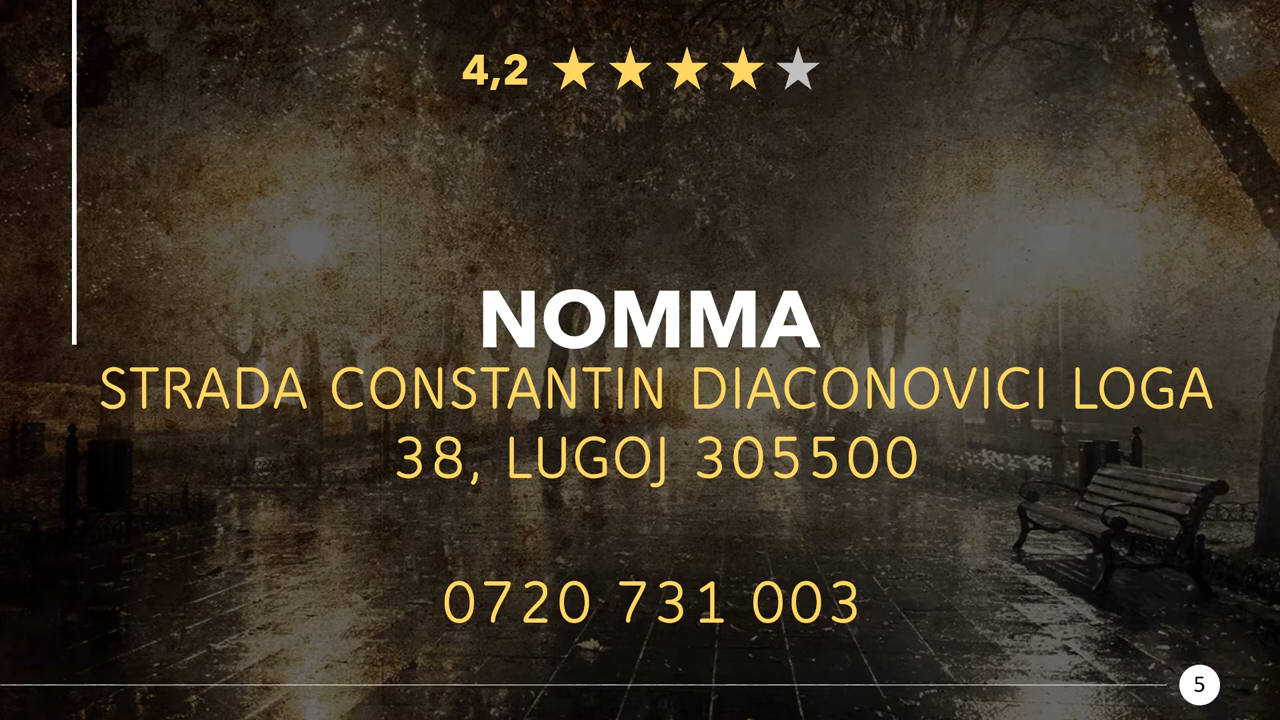 4,2
NOMMA
STRADA CONSTANTIN DIACONOVICI LOGA
38, LUGOJ 305500
0720 731 003
5